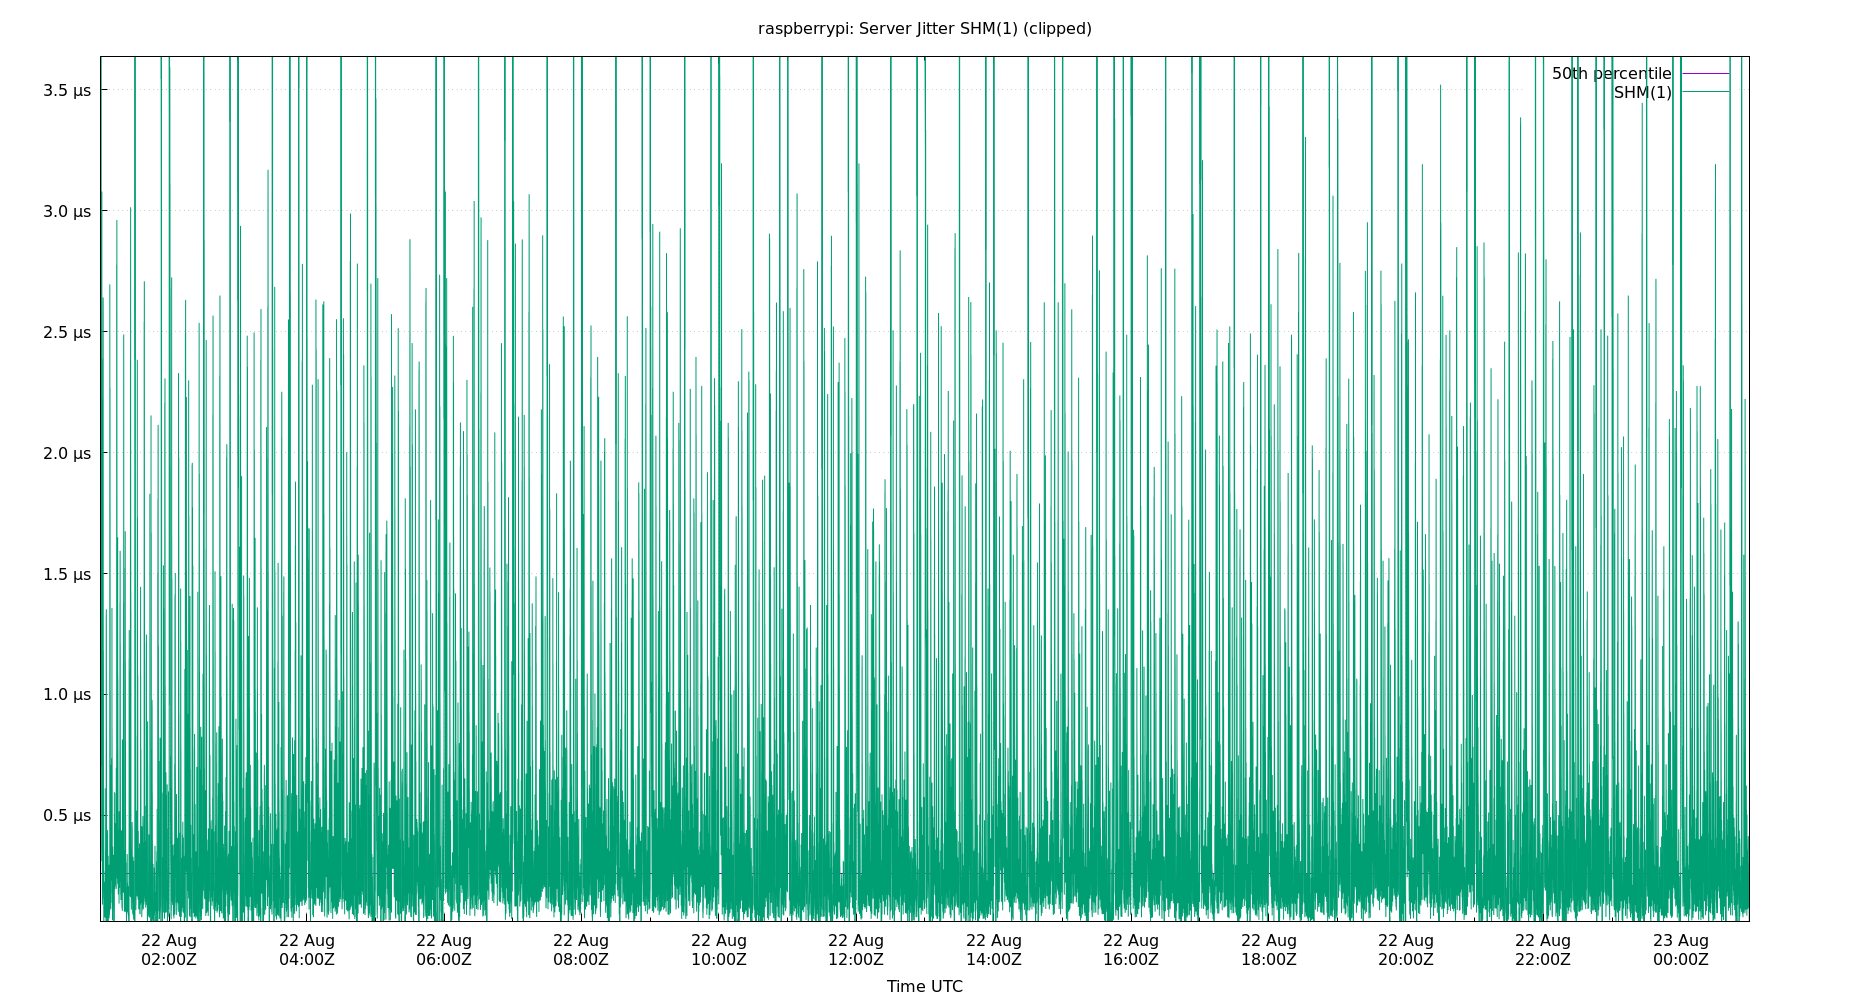 raspberrypi: Server Jitter SHM(1) (clipped)
50th percentile
SHM(1)
3.5 µs
3.0 µs
2.5 µs
2.0 µs
1.5 µs
1.0 µs
0.5 µs
22 Aug 22 Aug 22 Aug 22 Aug 22 Aug 22 Aug 22 Aug 22 Aug 22 Aug 22 Aug 22 Aug 23 Aug
02:00Z 04:00Z 06:00Z 08:00Z 10:00Z 12:00Z 14:00Z 16:00Z 18:00Z 20:00Z 22:00Z 00:00Z
Time UTC